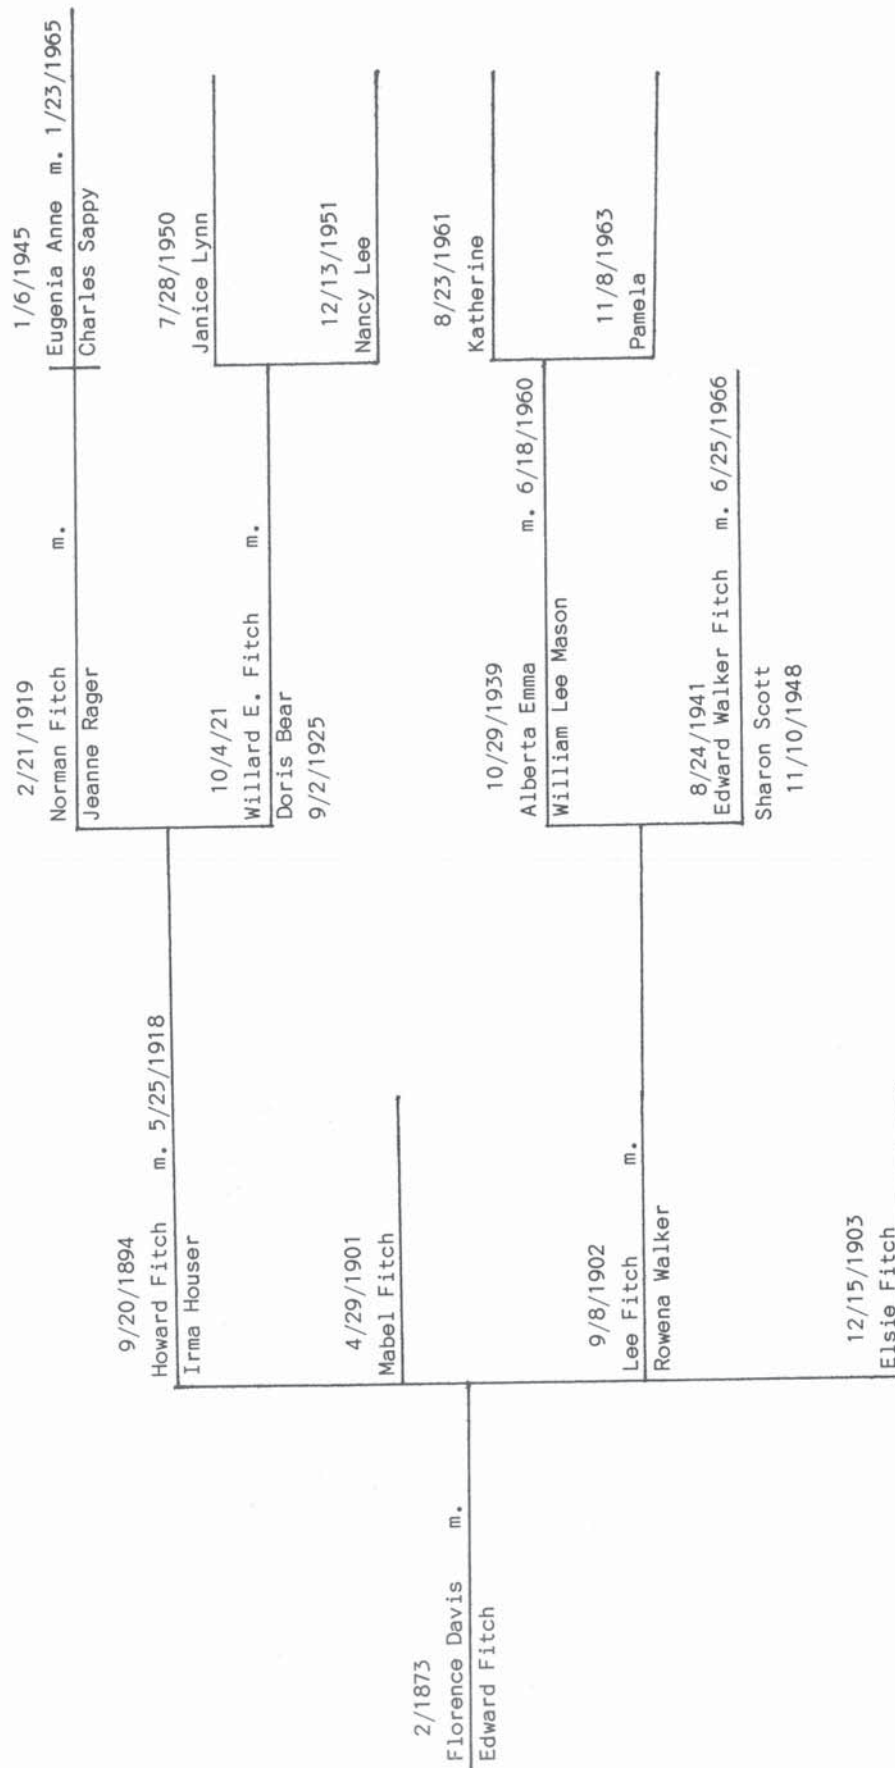 2/1873
Florence Davis m.
Edward Fitch
9/20/1894
Howard Fitch m. 5/25/1918
Irma Houser
4/29/1901
Mabel Fitch
9/8/1902
Lee Fitch m.
Rowena Walker
12/15/1903
Elsie Fitch
2/21/1919
Norman Fitch m.
Jeanne Rager
10/4/21
Willard E. Fitch m.
Doris Bear
9/2/1925
10/29/1939
Alberta Emma m. 6/18/1960
William Lee Mason
8/24/1941
Edward Walker Fitch m. 6/25/1966
Sharon Scott
11/10/1948
1/6/1945
Eugenia Anne m. 1/23/1965
Charles Sappy
7/28/1950
Janice Lynn
12/13/1951
Nancy Lee
8/23/1961
Katherine
11/8/1963
Pamela